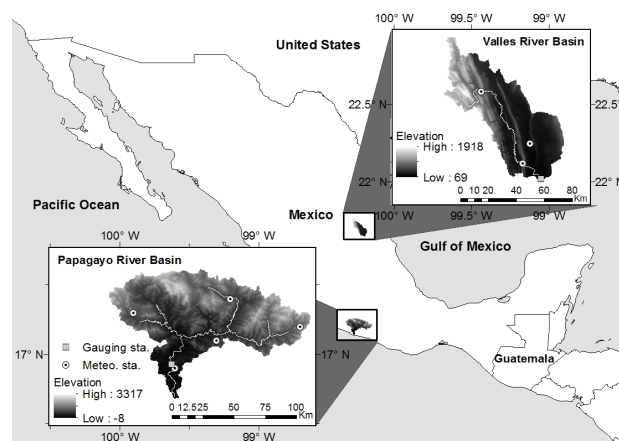 100° W
99.5° W
99° W
United States
Valles River Basin
22.5° N
22.5° N
Elevation
High : 1918
Low : 69
0 10 20 40 60 80
Km
22° N
22° N
Pacific Ocean
Mexico
100° W
99° W
Gulf of Mexico
Papagayo River Basin
Gauging sta.
Meteo. sta.
17° N
17° N
Guatemala
Elevation
High : 3317
Low : -8
0 12.525 50 75 100
Km
100° W
99° W
100° W
99.5° W
99° W